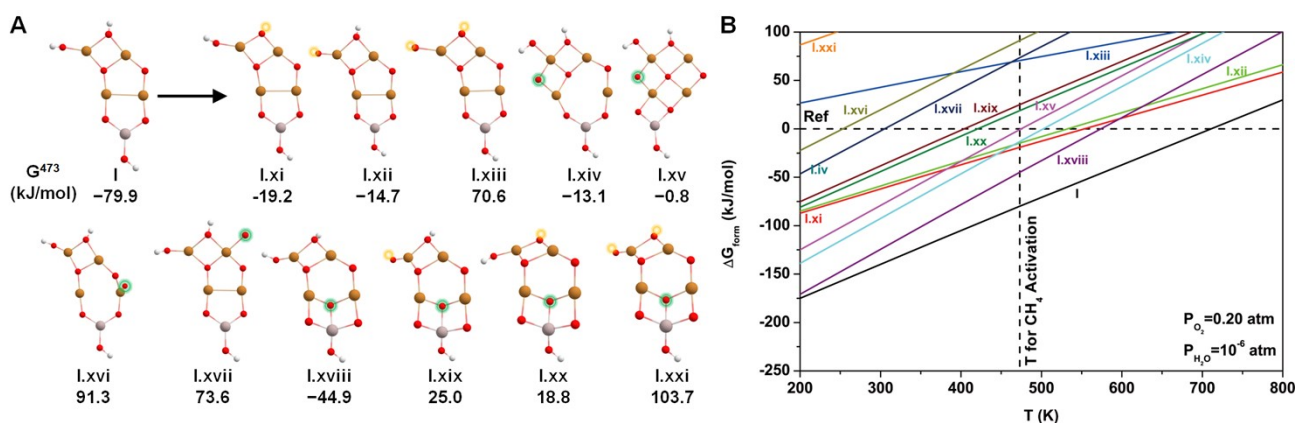 A
I
I.xi
I.xii
I.xiii
I.xiv
I.xv
G⁴⁷³
(kJ/mol)
−79.9
-19.2
−14.7
70.6
−13.1
−0.8
I.xvi
I.xvii
I.xviii
I.xix
I.xx
I.xxi
91.3
73.6
−44.9
25.0
18.8
103.7
B
ΔG_form (kJ/mol)
100
50
0
-50
-100
-150
-200
-250
200
300
400
500
600
700
800
T (K)
I.xxi
I.xiii
I.xvi
I.xvii
I.xix
I.xv
I.xiv
I.xii
Ref
I.xx
I.iv
I.xviii
I.xi
I
T for CH₄ Activation
P_O₂=0.20 atm
P_H₂O=10⁻⁶ atm